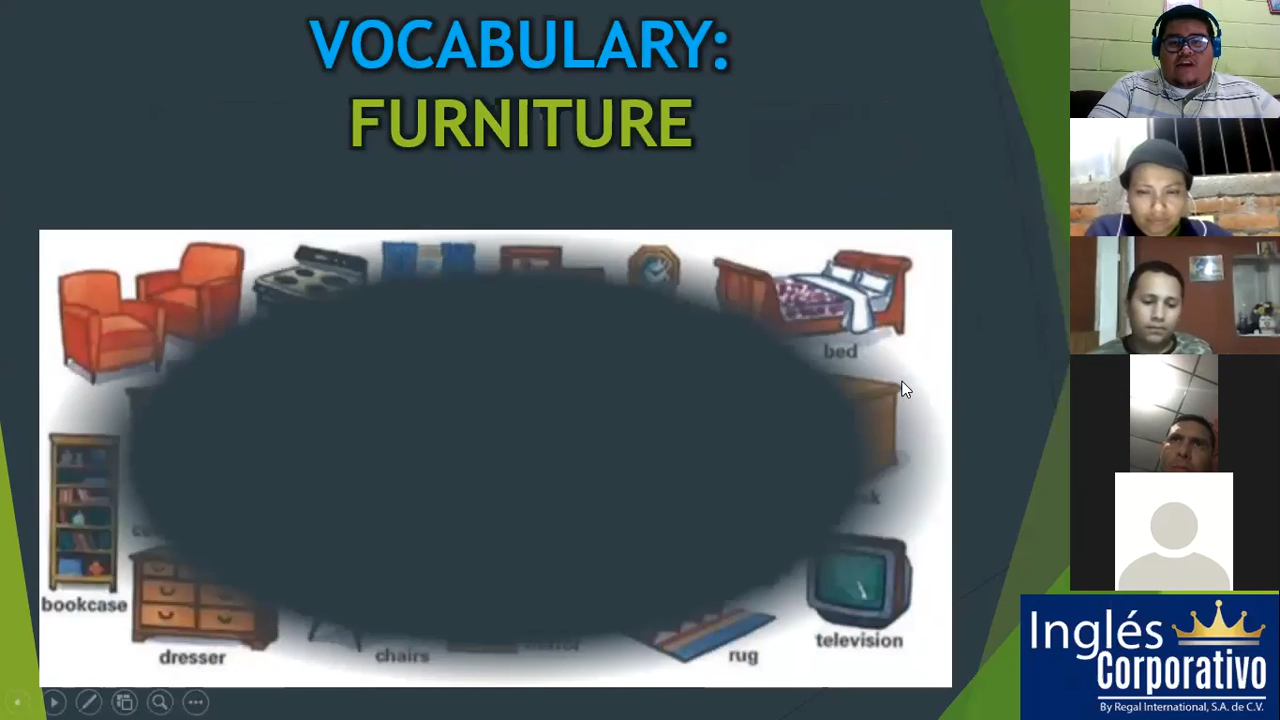 VOCABULARY:
FURNITURE
bed
bookcase
television
dresser
chairs
rug
Inglés
Corporativo
By Regal International, S.A. de C.V.